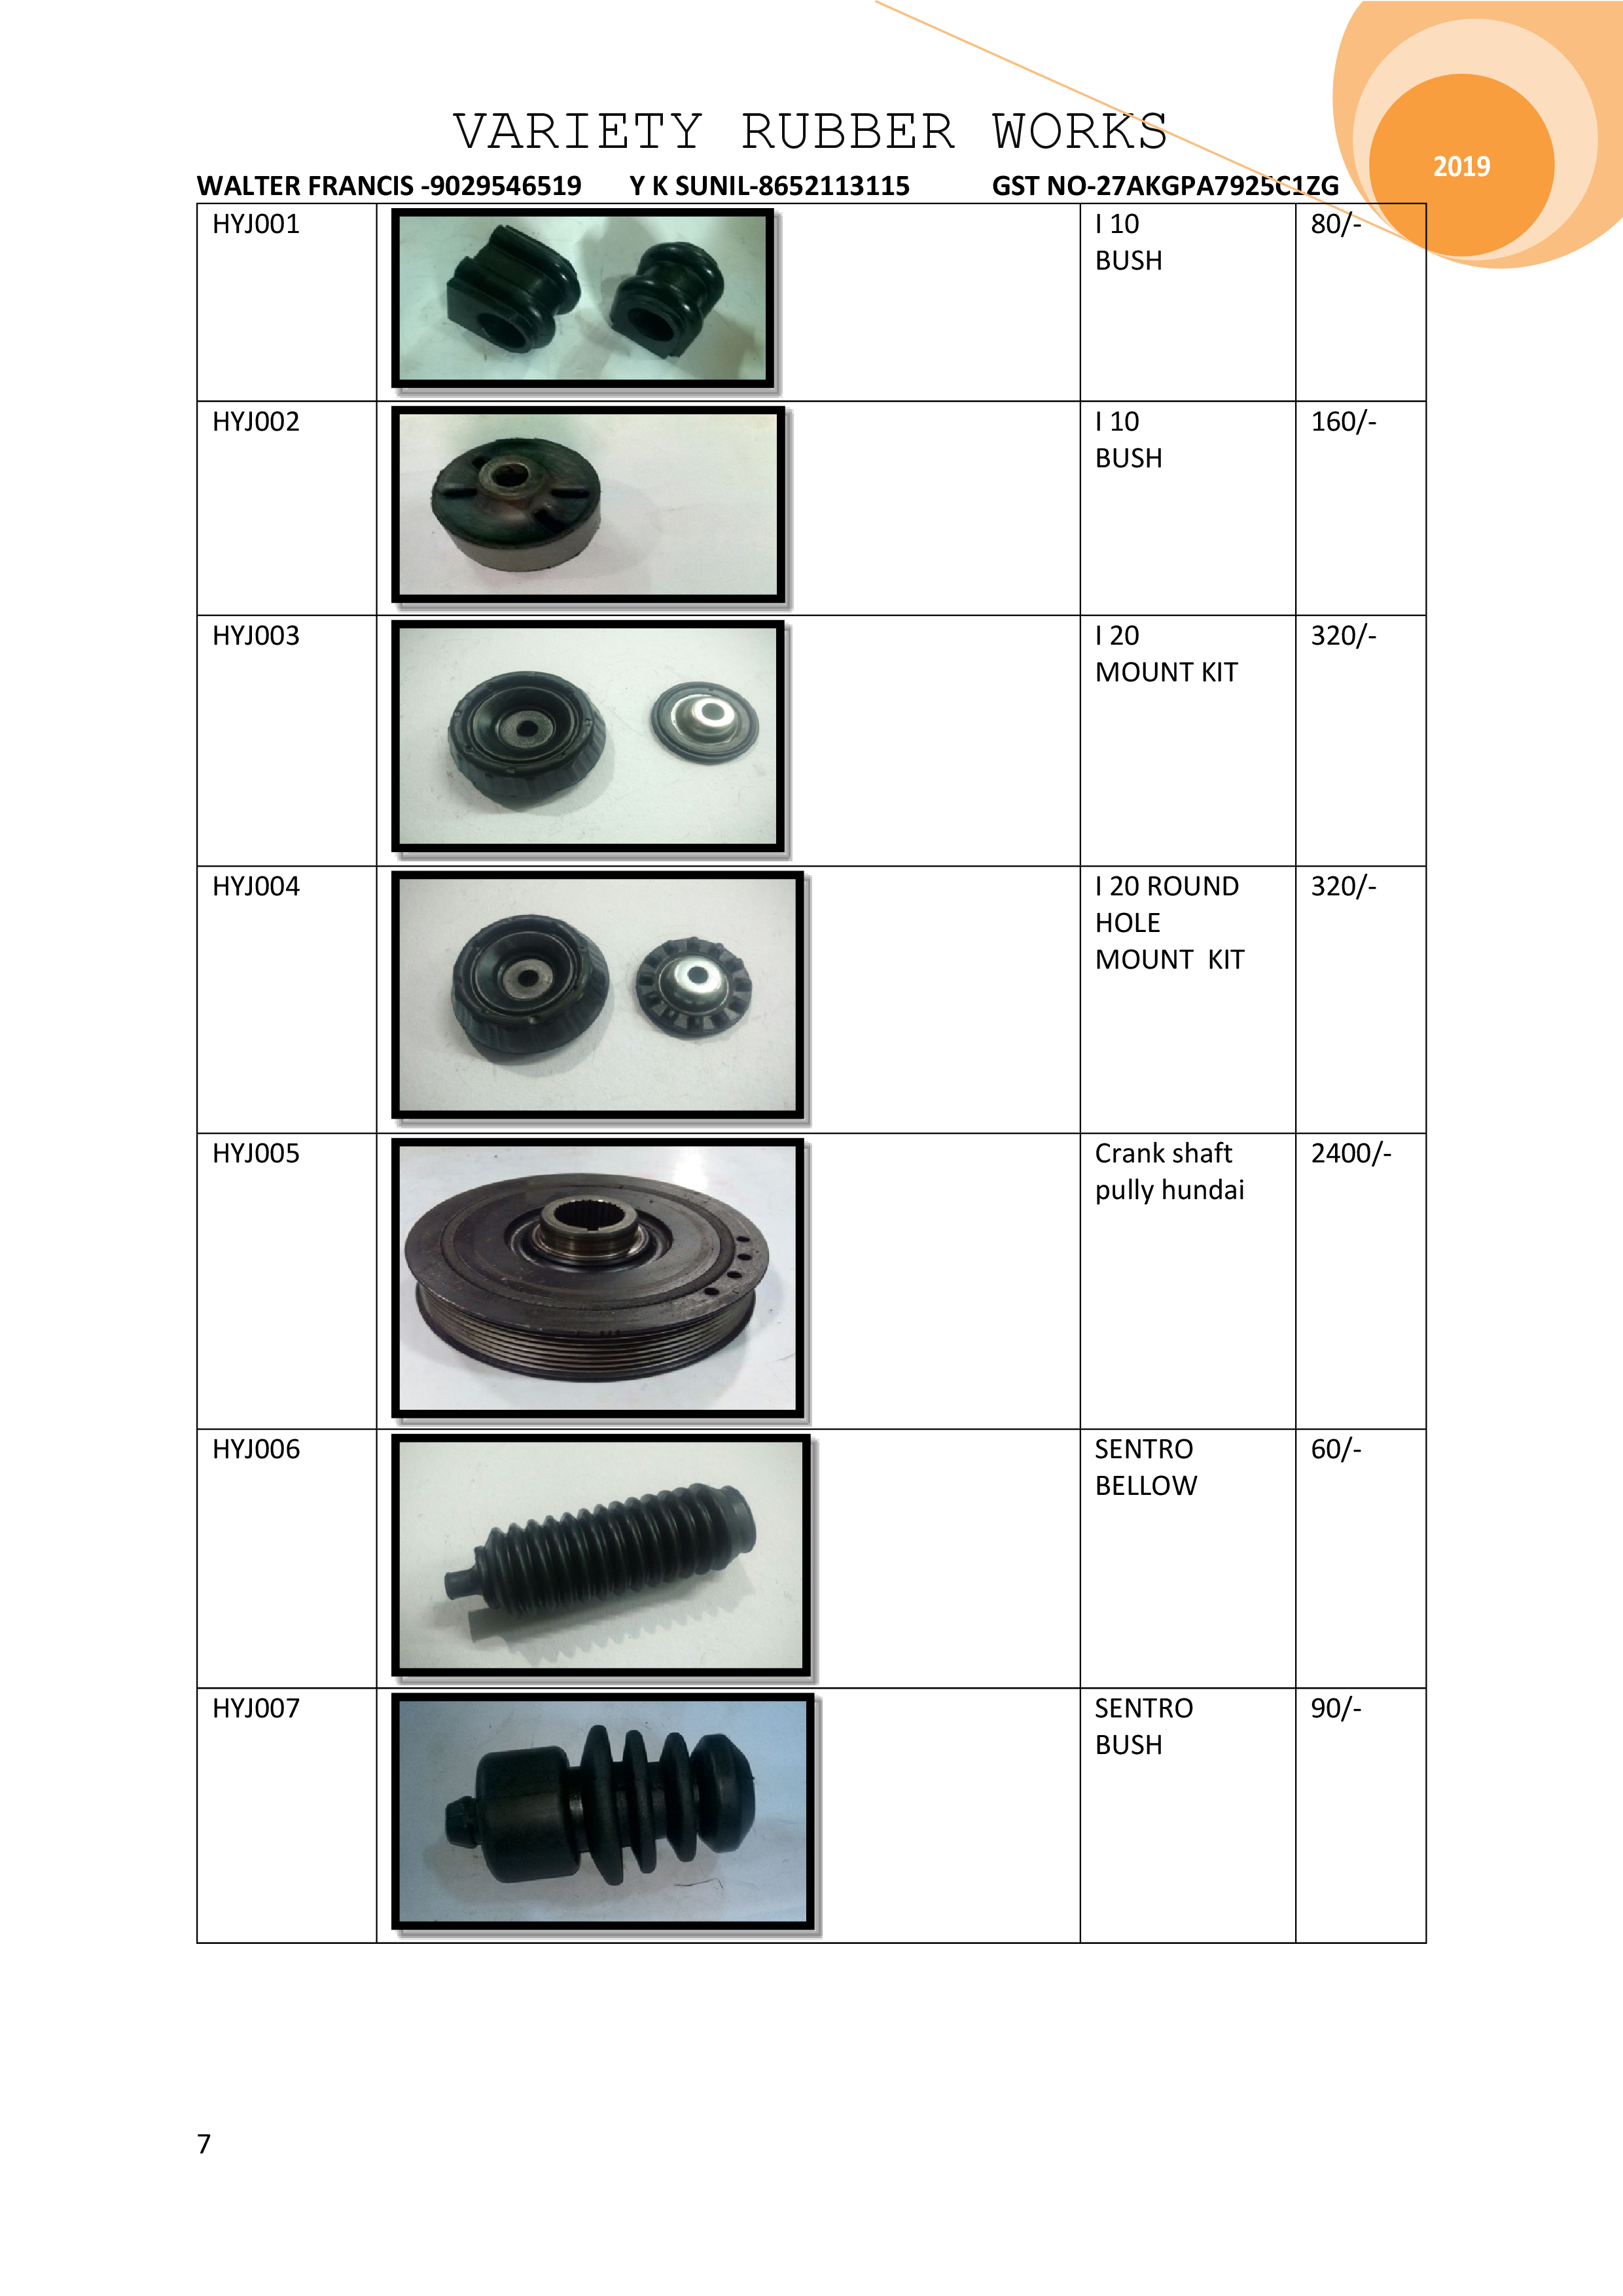 VARIETY RUBBER WORKS
2019
WALTER FRANCIS -9029546519 Y K SUNIL-8652113115 GST NO-27AKGPA7925C1ZG
HYJ001 I 10 80/-
BUSH
HYJ002 I 10 160/-
BUSH
HYJ003 I 20 320/-
MOUNT KIT
HYJ004 I 20 ROUND 320/-
HOLE
MOUNT KIT
HYJ005 Crank shaft 2400/-
pully hundai
HYJ006 SENTRO 60/-
BELLOW
HYJ007 SENTRO 90/-
BUSH
7